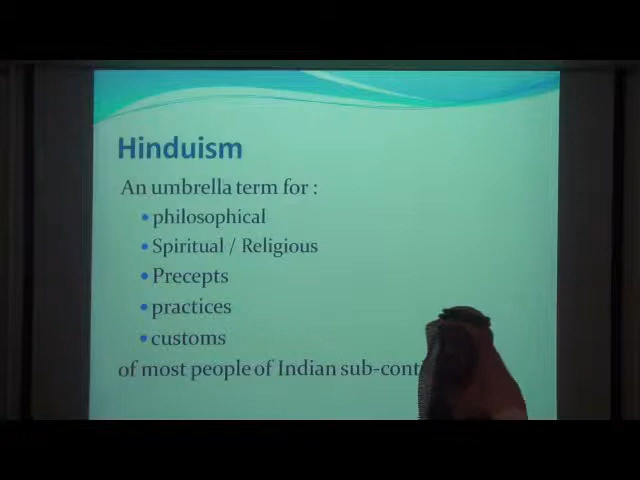 Hinduism
An umbrella term for :
philosophical
Spiritual / Religious
Precepts
practices
customs
of most people of Indian sub-cont